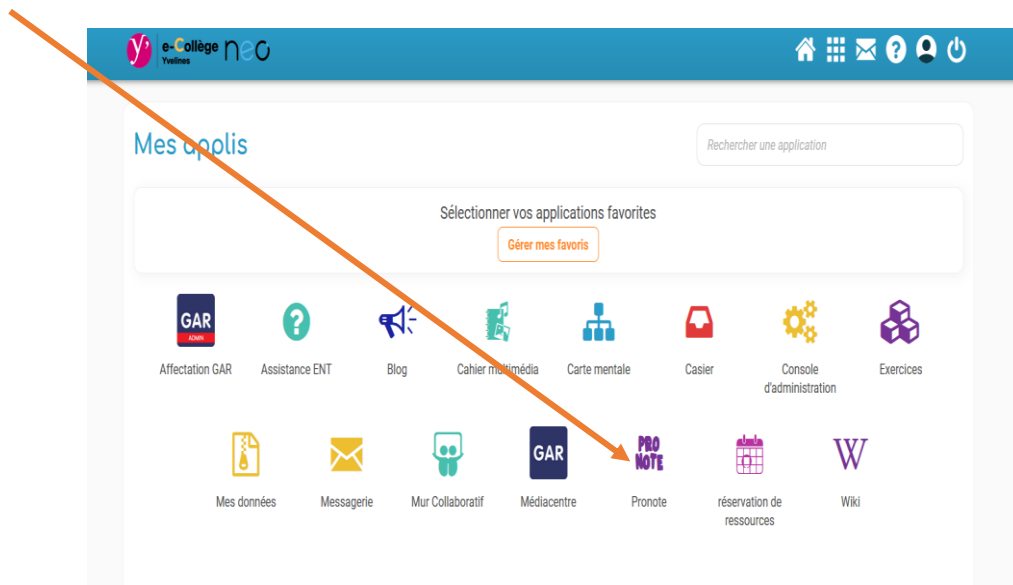 y' e-Collège neo
Yvelines
Mes applis
Rechercher une application
Sélectionner vos applications favorites
Gérer mes favoris
GAR
ADMIN
Affectation GAR
?
Assistance ENT
Blog
Cahier multimédia
Carte mentale
Casier
Console
d'administration
Exercices
Mes données
Messagerie
Mur Collaboratif
GAR
Médiacentre
PRO
NOTE
Pronote
réservation de
ressources
W
Wiki